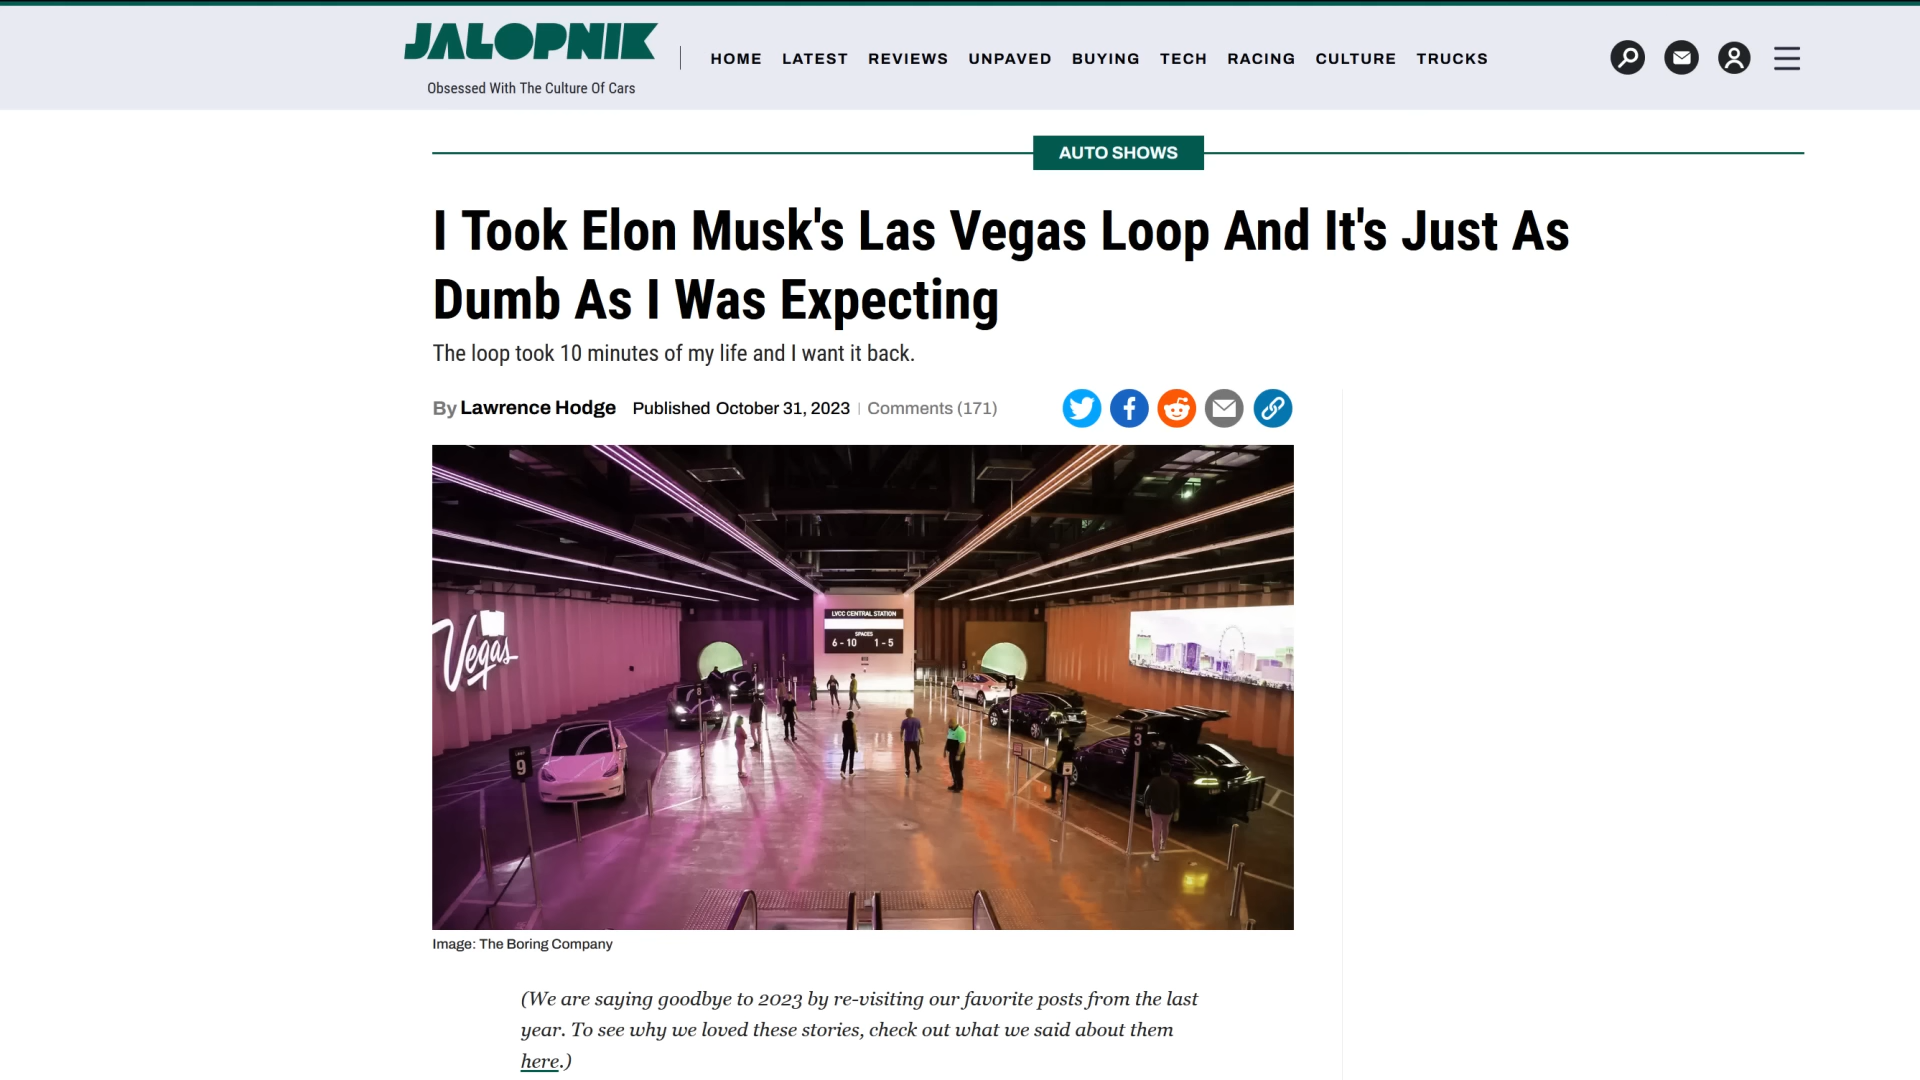 JALOPNIK
Obsessed With The Culture Of Cars
HOME LATEST REVIEWS UNPAVED BUYING TECH RACING CULTURE TRUCKS
AUTO SHOWS
I Took Elon Musk's Las Vegas Loop And It's Just As
Dumb As I Was Expecting
The loop took 10 minutes of my life and I want it back.
By Lawrence Hodge Published October 31, 2023 Comments (171)
LVCC CENTRAL STATION
SPACES
6 - 10 1 - 5
Vegas
9
3
Image: The Boring Company
(We are saying goodbye to 2023 by re-visiting our favorite posts from the last
year. To see why we loved these stories, check out what we said about them
here.)